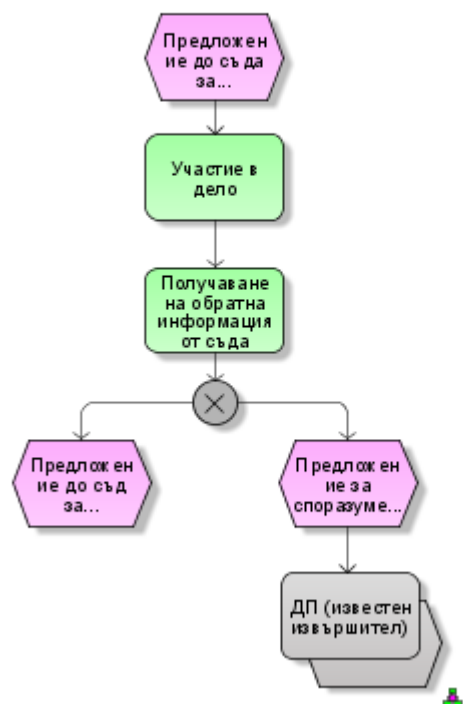 Предложен
ие до съда
за...
Участие в
дело
Получаване
на обратна
информация
от съда
Предложен
ие до съд
за...
Предложен
ие за
споразуме...
ДП (известен
извършител)